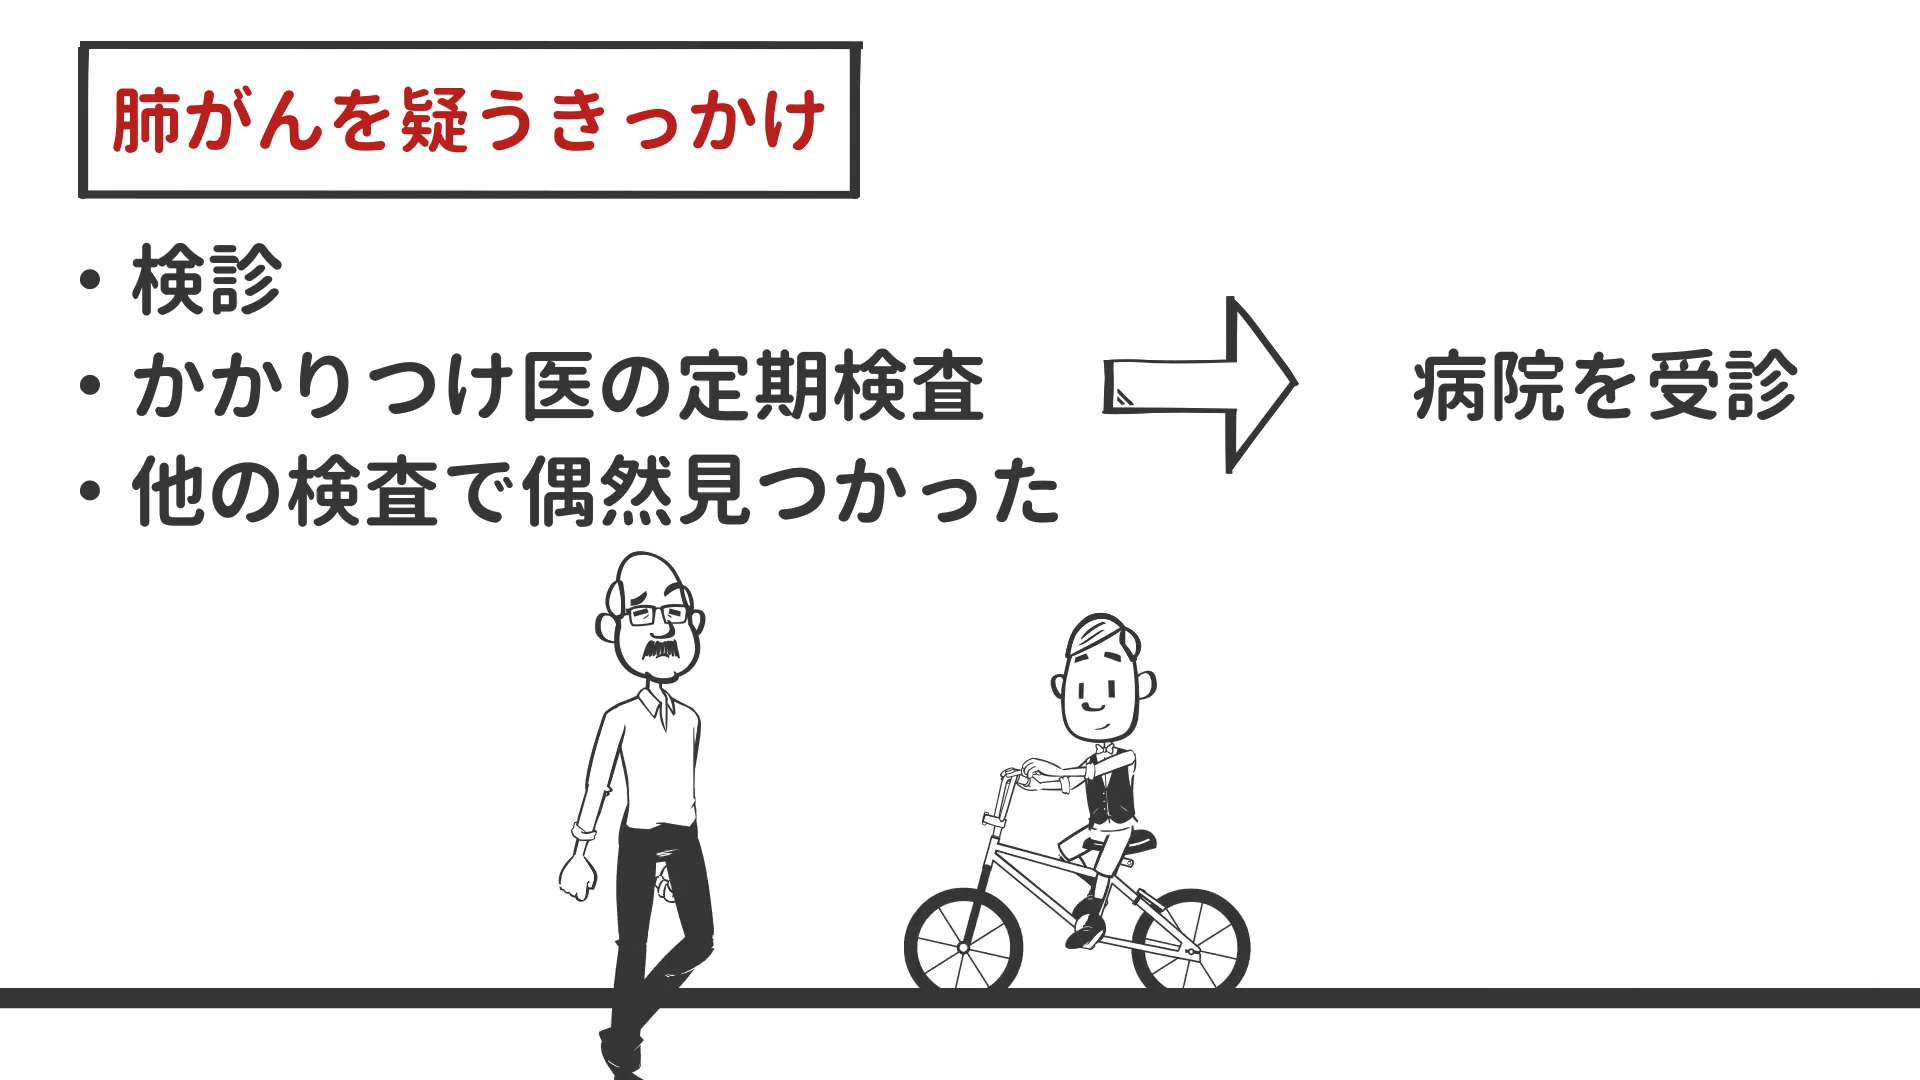 肺がんを疑うきっかけ
• 検診
• かかりつけ医の定期検査
• 他の検査で偶然見つかった
病院を受診